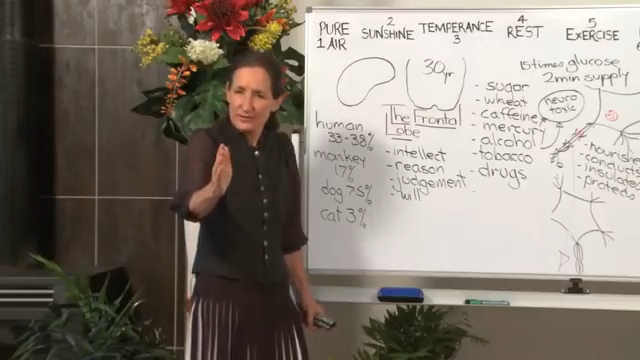 PURE
1 AIR
2
SUNSHINE
TEMPERANCE
3
4
REST
5
EXERCISE
30 yr
The Frontal
Lobe
human
33-38%
monkey
17%
dog 7.5%
cat 3%
- intellect
- reason
- judgement
- will
- sugar
- wheat
- caffeine
- mercury
- alcohol
- tobacco
- drugs
15 times glucose
2 min supply
neuro
toxic
- nourish
- conducts
- insulate
- protects